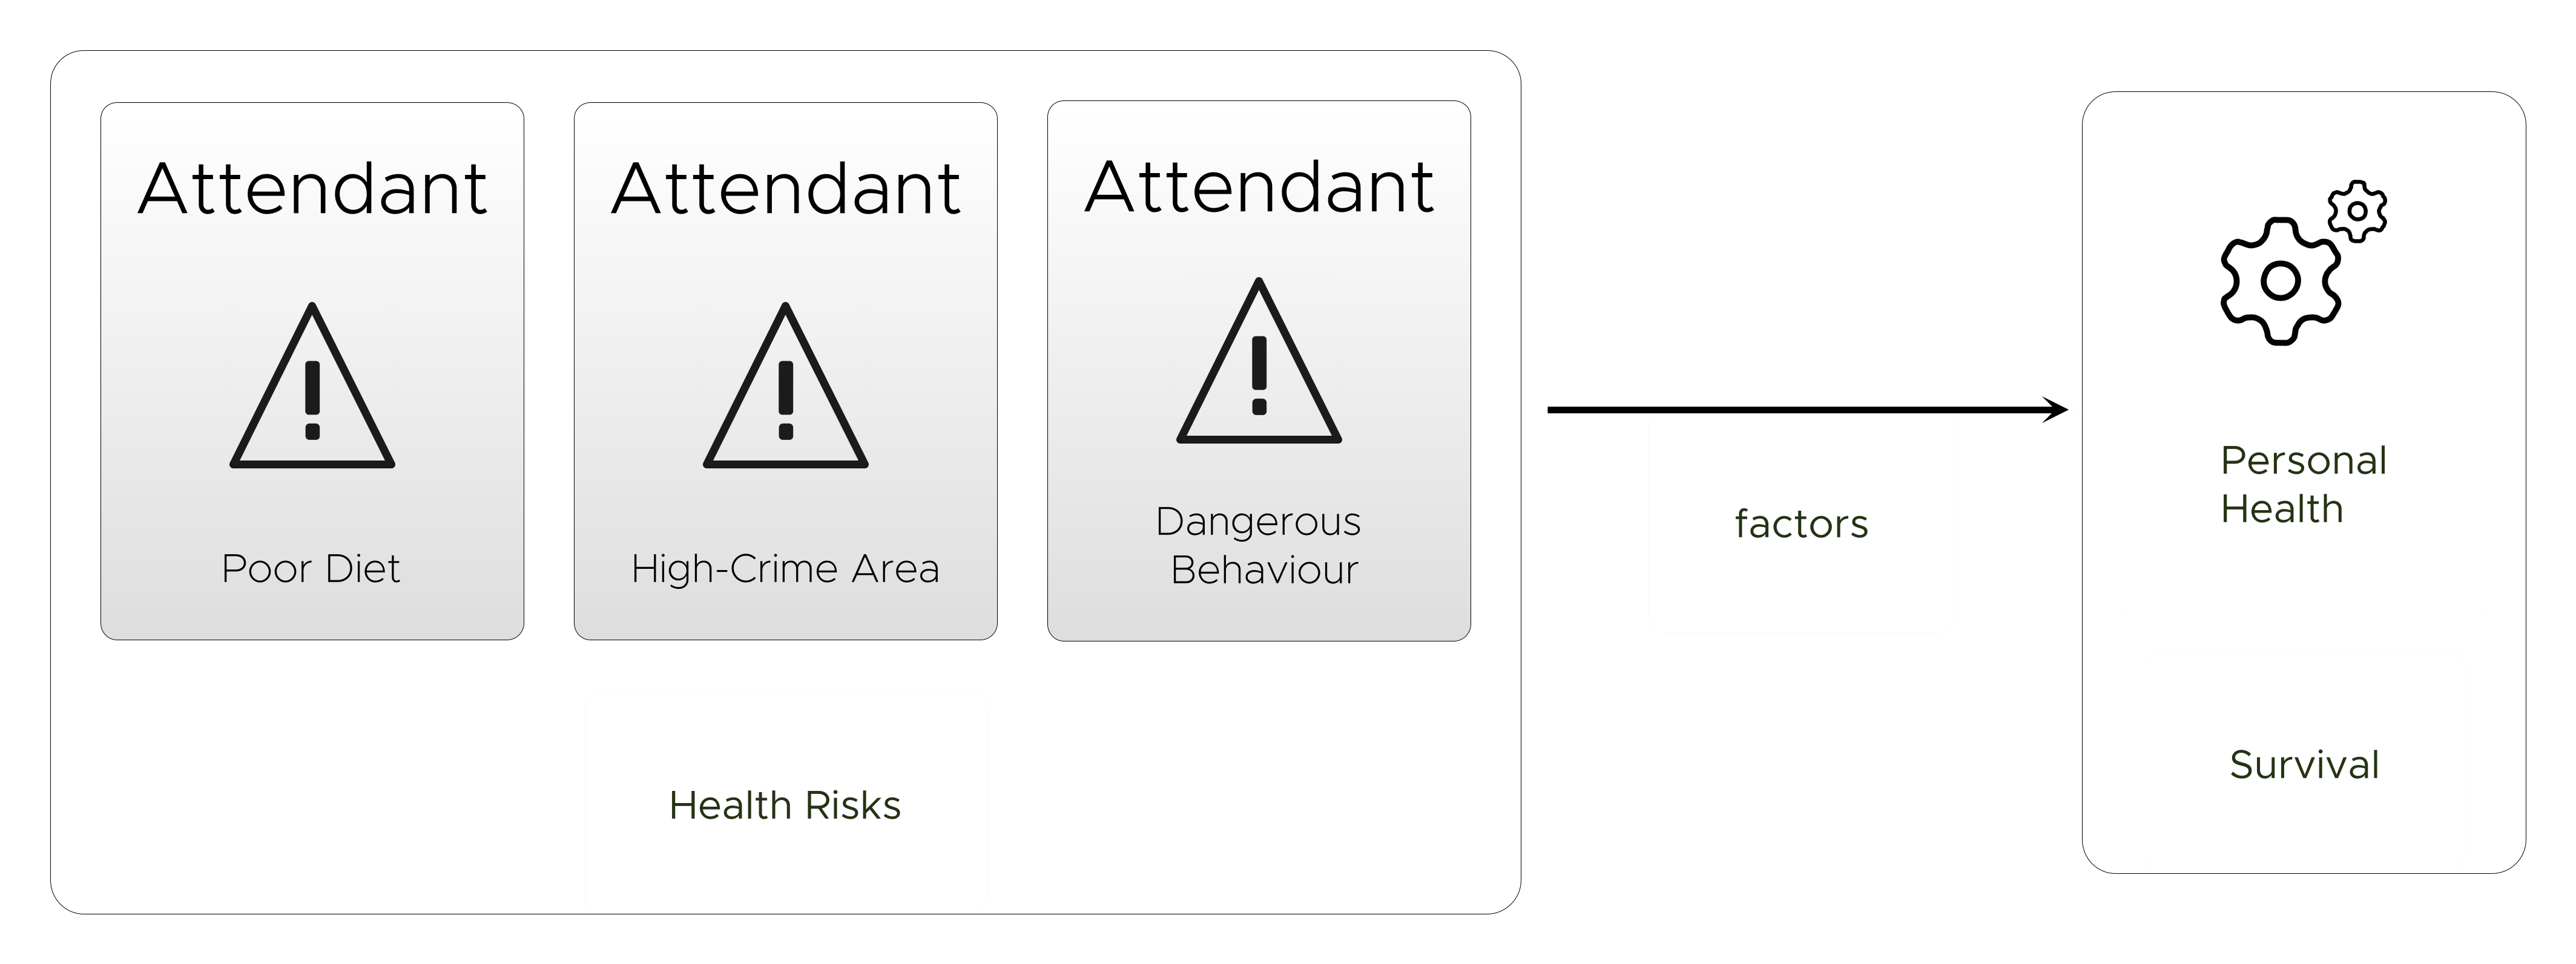 Attendant
Poor Diet
Attendant
High-Crime Area
Attendant
Dangerous
Behaviour
Health Risks
factors
Personal
Health
Survival